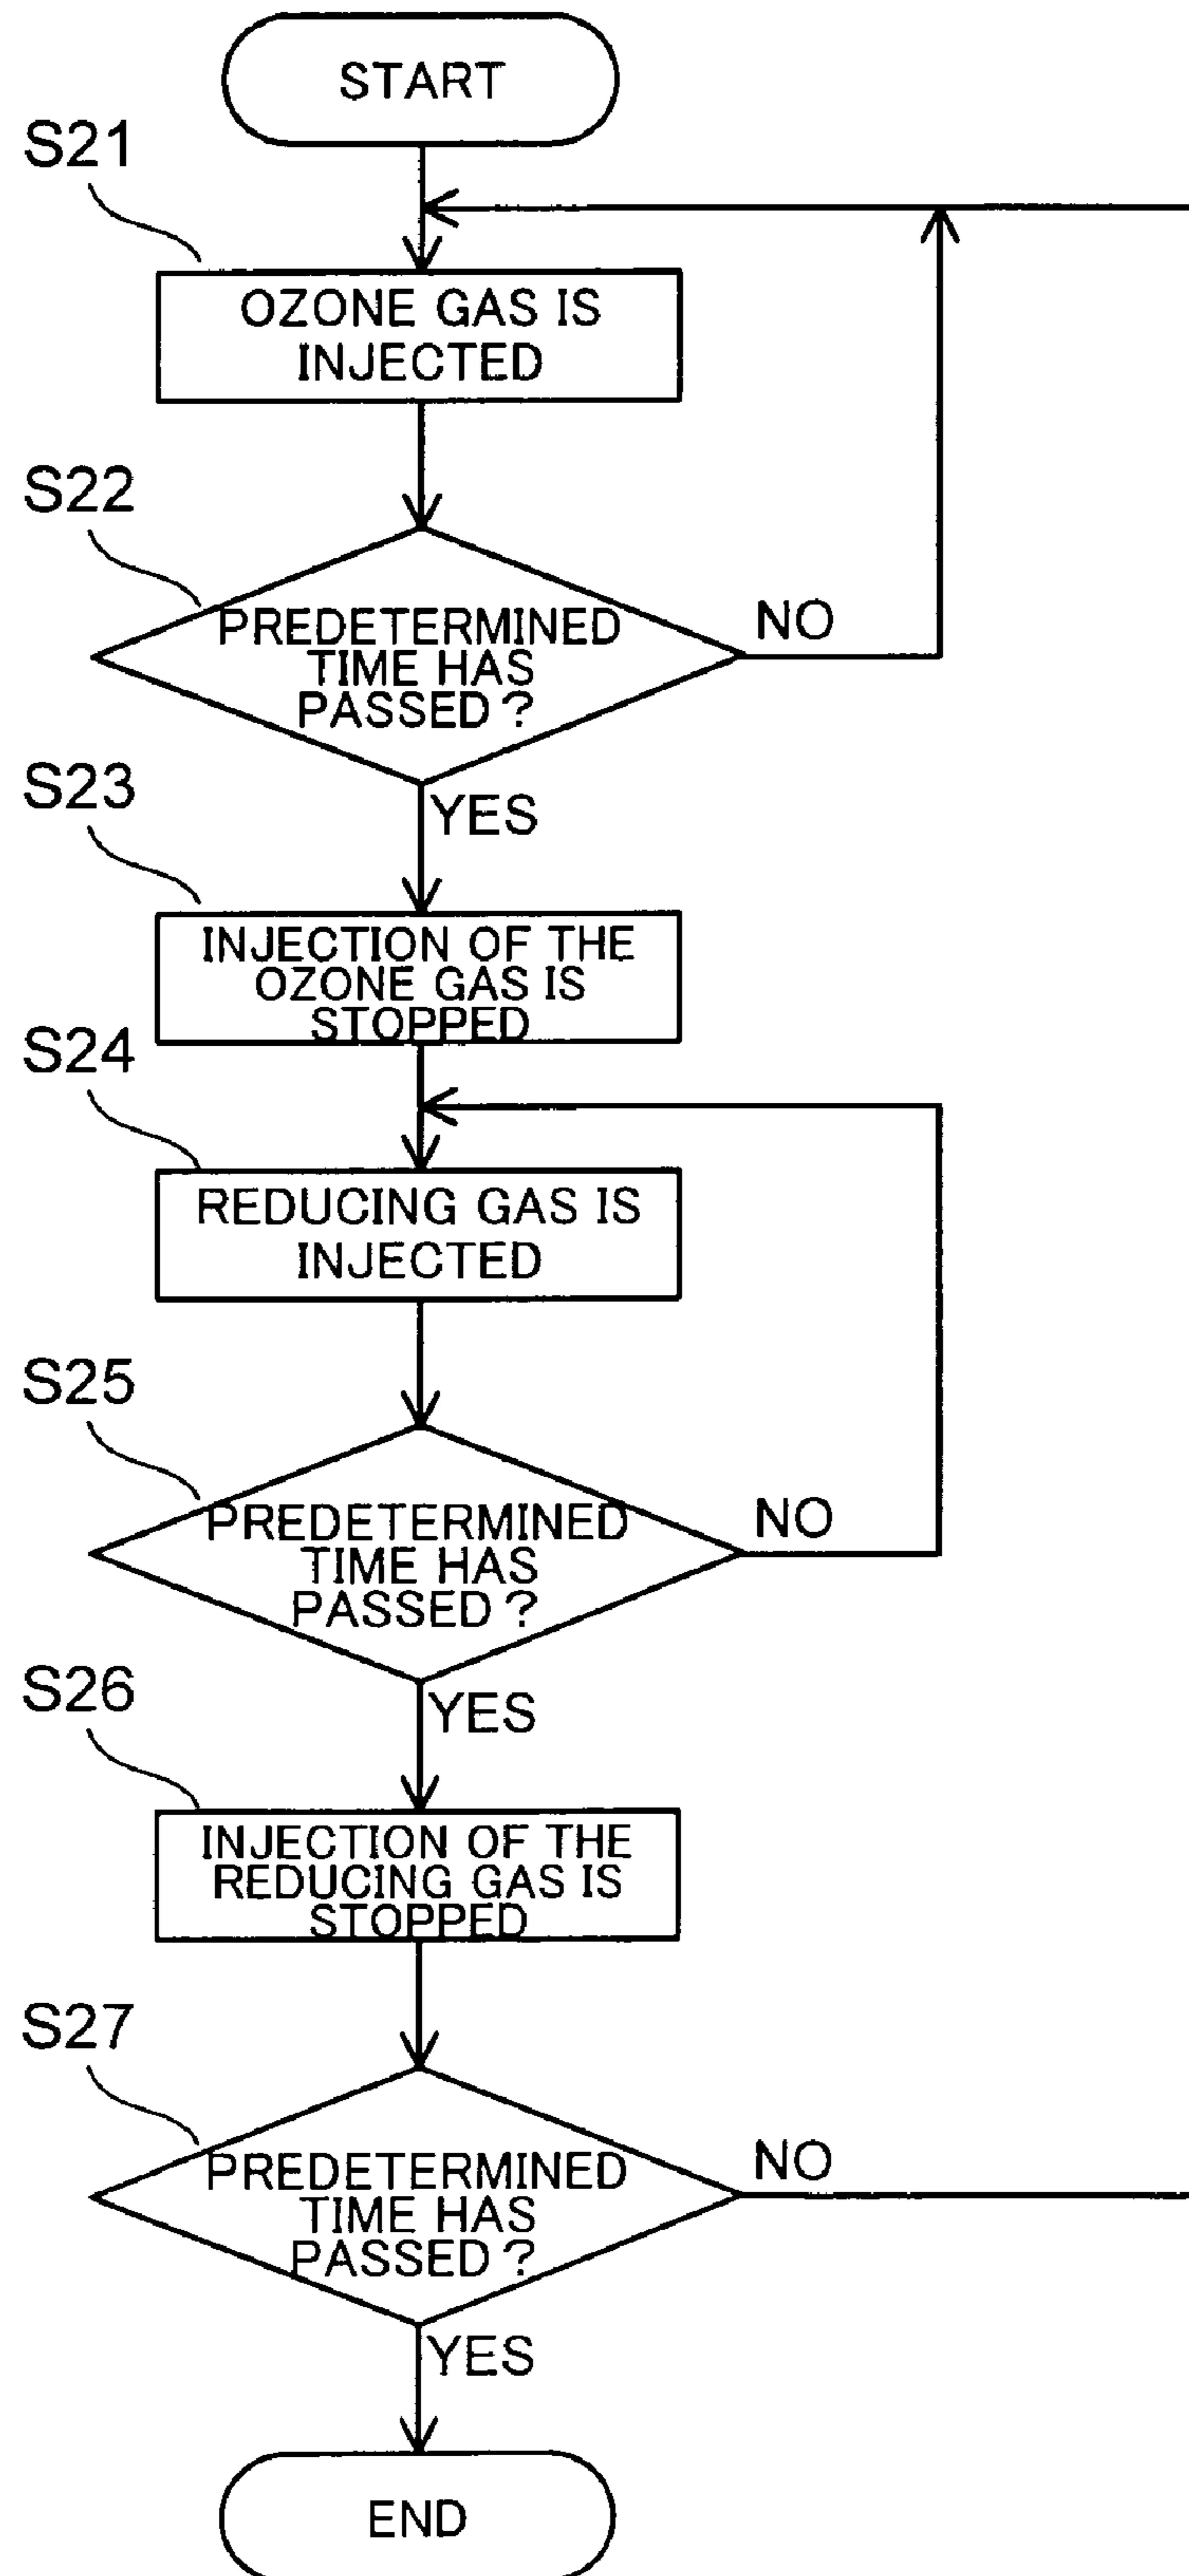 START
S21
OZONE GAS IS
INJECTED
S22
PREDETERMINED
TIME HAS
PASSED ?
NO
YES
S23
INJECTION OF THE
OZONE GAS IS
STOPPED
S24
REDUCING GAS IS
INJECTED
S25
PREDETERMINED
TIME HAS
PASSED ?
NO
YES
S26
INJECTION OF THE
REDUCING GAS IS
STOPPED
S27
PREDETERMINED
TIME HAS
PASSED ?
NO
YES
END